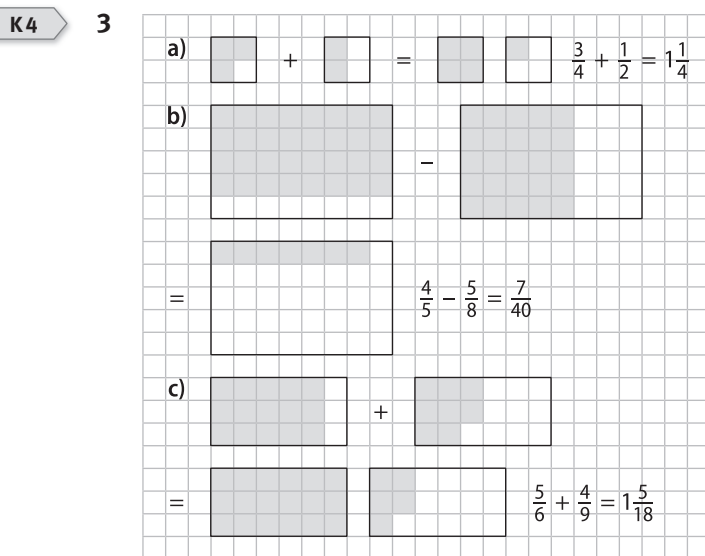 K4 3
a) + = 3/4 + 1/2 = 1 1/4
b) −
= 4/5 − 5/8 = 7/40
c) +
= 5/6 + 4/9 = 1 5/18